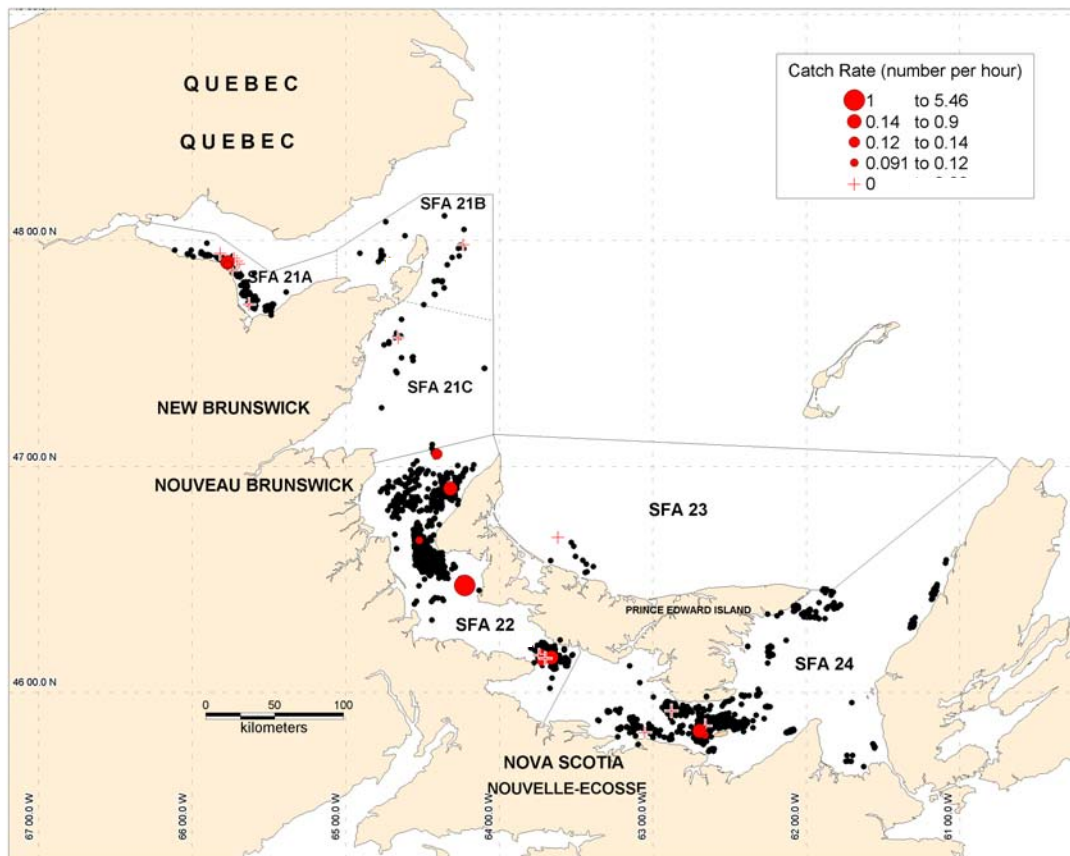 QUEBEC
QUEBEC
Catch Rate (number per hour)
1 to 5.46
0.14 to 0.9
0.12 to 0.14
0.091 to 0.12
0
SFA 21B
48 00.0 N
SFA 21A
SFA 21C
NEW BRUNSWICK
47 00.0 N
NOUVEAU BRUNSWICK
SFA 23
PRINCE EDWARD ISLAND
SFA 22
SFA 24
46 00.0 N
0 50 100
kilometers
NOVA SCOTIA
NOUVELLE-ECOSSE
67 00.0 W
66 00.0 W
65 00.0 W
64 00.0 W
63 00.0 W
62 00.0 W
61 00.0 W